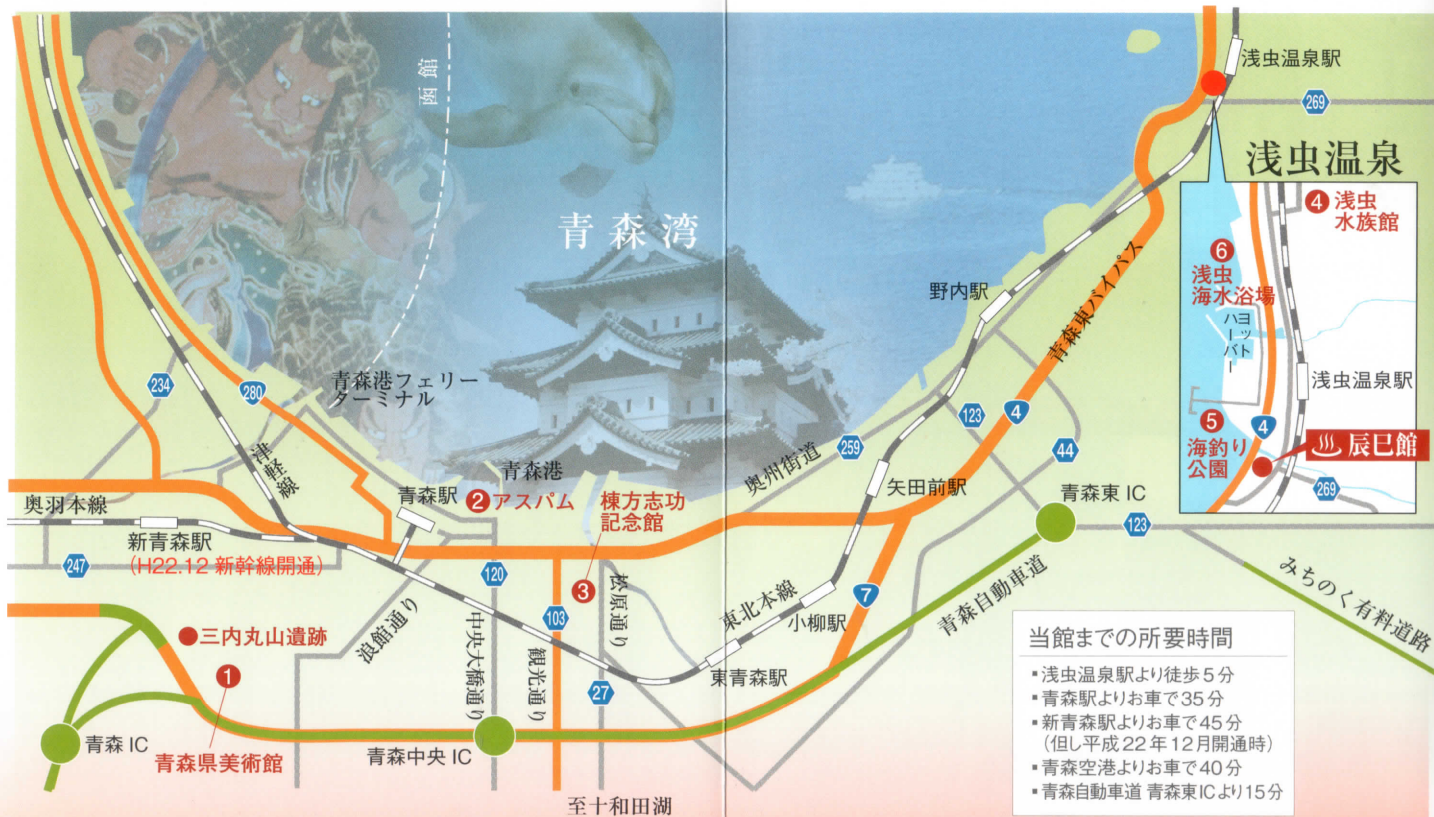 函館
青森湾
浅虫温泉駅
269
浅虫温泉
4 浅虫
水族館
6
浅虫
海水浴場
ヨット
ハーバー
浅虫温泉駅
5
海釣り
公園
4
辰巳館
269
野内駅
青森東バイパス
234
280
青森港フェリー
ターミナル
津軽線
123
4
44
259
奥州街道
矢田前駅
青森東 IC
123
青森港
青森駅
2 アスパム
棟方志功
記念館
3
奥羽本線
新青森駅
(H22.12 新幹線開通)
247
120
103
松原通り
東北本線
小柳駅
7
青森自動車道
みちのく有料道路
浪館通り
中央大橋通り
観光通り
27
東青森駅
三内丸山遺跡
1
青森県美術館
青森 IC
青森中央 IC
至十和田湖
当館までの所要時間
▪浅虫温泉駅より徒歩5分
▪青森駅よりお車で35分
▪新青森駅よりお車で45分
(但し平成22年12月開通時)
▪青森空港よりお車で40分
▪青森自動車道 青森東ICより15分